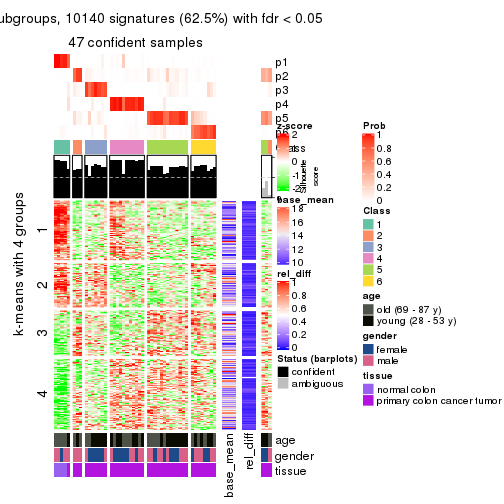 ubgroups, 10140 signatures (62.5%) with fdr < 0.05
47 confident samples
p1
p2
p3
p4
p5
p6
Class
Silhouette
score
k-means with 4 groups
1
2
3
4
base_mean
rel_diff
age
gender
tissue
z-score
2
1
0
-1
-2
base_mean
18
16
14
12
10
rel_diff
1
0.8
0.6
0.4
0.2
0
Status (barplots)
confident
ambiguous
Prob
1
0.8
0.6
0.4
0.2
0
Class
1
2
3
4
5
6
age
old (69 - 87 y)
young (28 - 53 y)
gender
female
male
tissue
normal colon
primary colon cancer tumor